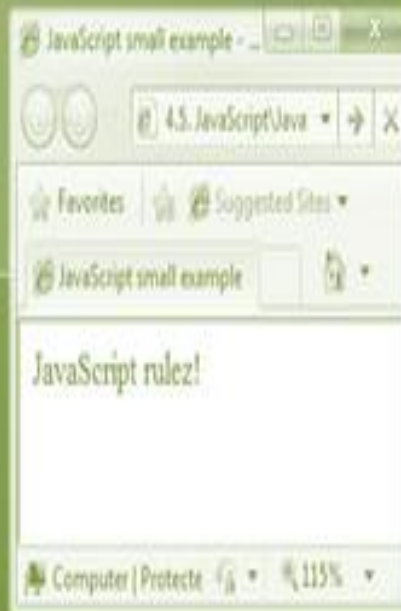 JavaScript small example - ...
4.5. JavaScript\Java
Favorites Suggested Sites
JavaScript small example
JavaScript rulez!
Computer | Protecte 115%